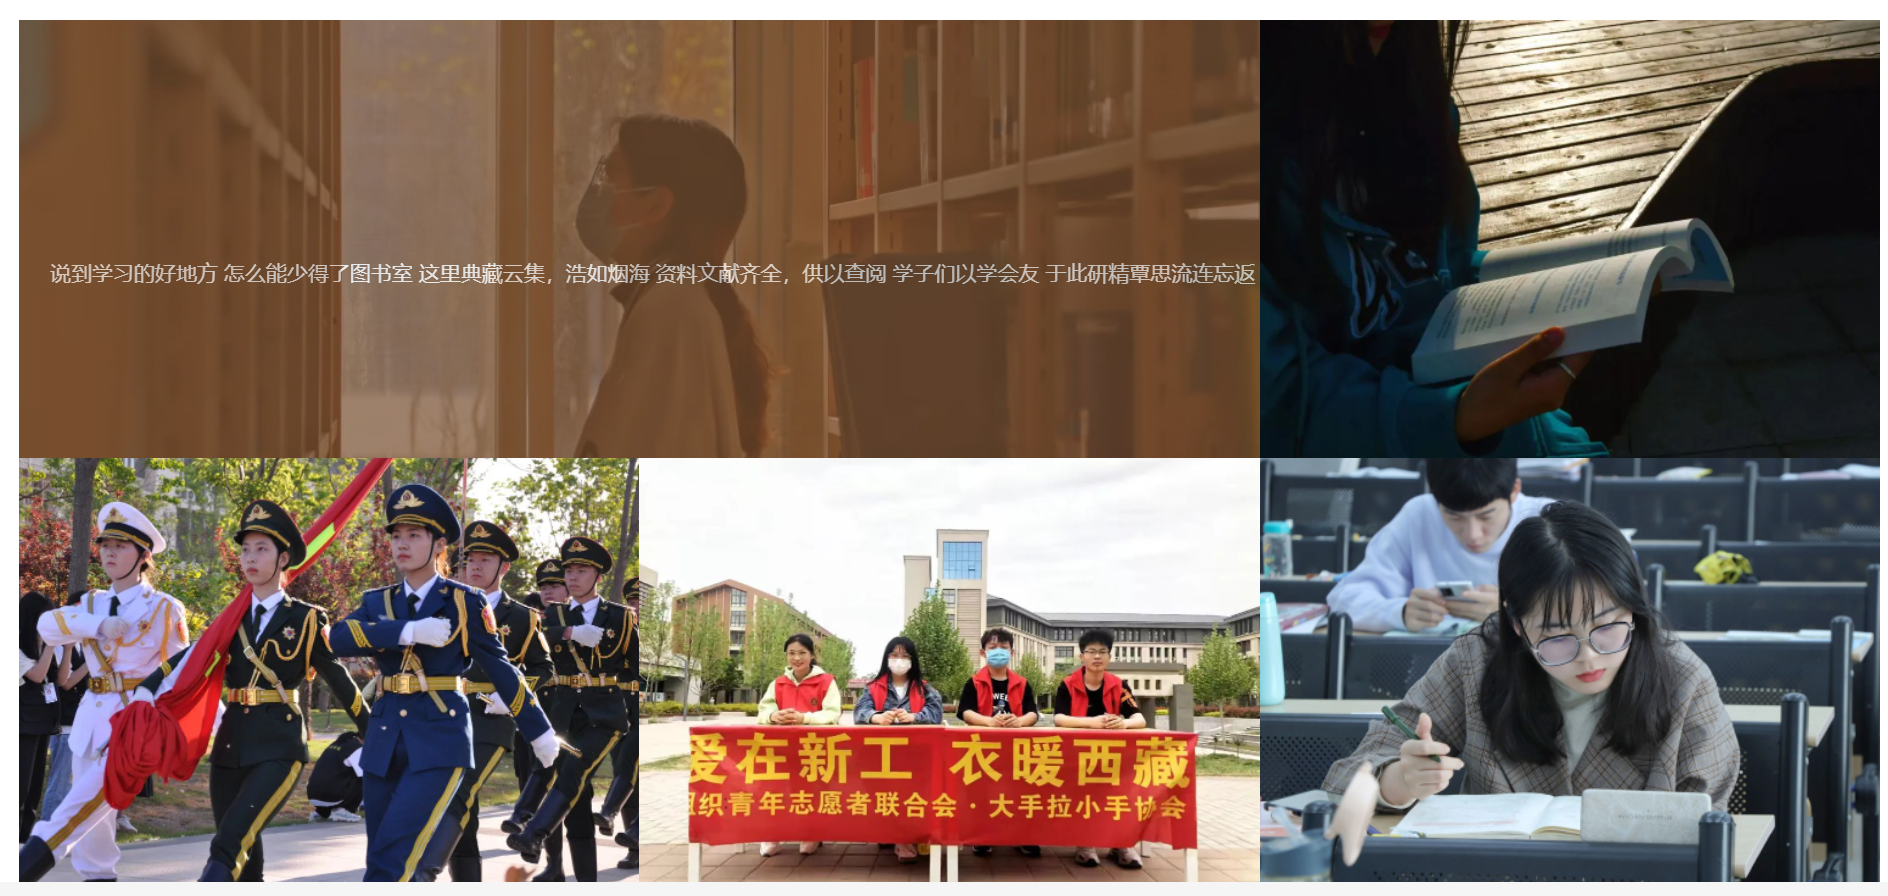 说到学习的好地方 怎么能少得了图书室 这里典藏云集，浩如烟海 资料文献齐全，供以查阅 学子们以学会友 于此研精覃思流连忘返
爱在新工 衣暖西藏
组织青年志愿者联合会·大手拉小手协会